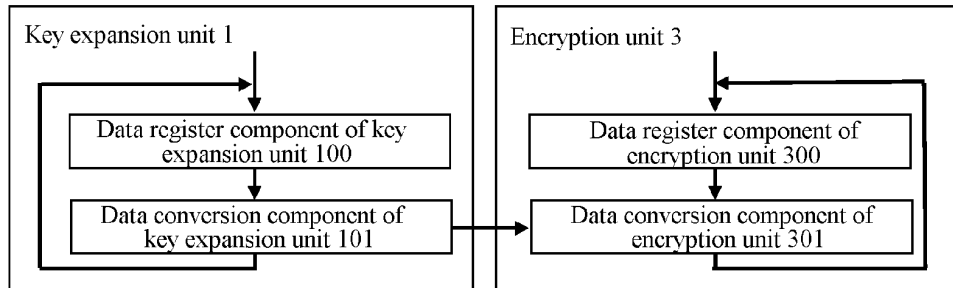 Key expansion unit 1
Data register component of key
expansion unit 100
Data conversion component of
key expansion unit 101
Encryption unit 3
Data register component of
encryption unit 300
Data conversion component of
encryption unit 301